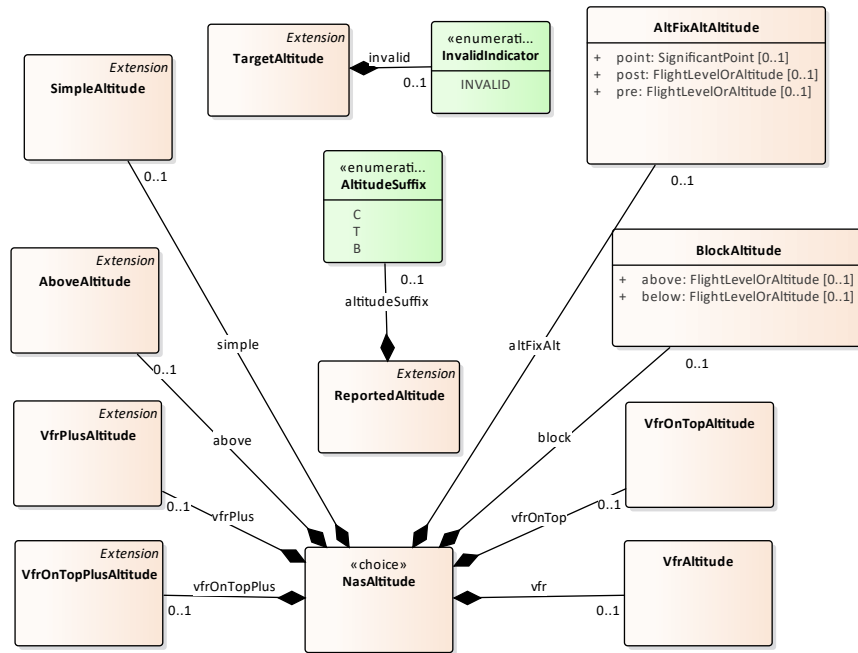 Extension
SimpleAltitude
0..1
TargetAltitude
Extension
invalid
0..1
«enumerati...
InvalidIndicator
INVALID
AltFixAltAltitude
+ point: SignificantPoint [0..1]
+ post: FlightLevelOrAltitude [0..1]
+ pre: FlightLevelOrAltitude [0..1]
0..1
«enumerati...
AltitudeSuffix
C
T
B
0..1
altitudeSuffix
Extension
ReportedAltitude
Extension
AboveAltitude
0..1
BlockAltitude
+ above: FlightLevelOrAltitude [0..1]
+ below: FlightLevelOrAltitude [0..1]
0..1
simple
altFixAlt
above
block
Extension
VfrPlusAltitude
0..1
vfrPlus
VfrOnTopAltitude
0..1
vfrOnTop
Extension
VfrOnTopPlusAltitude
0..1
vfrOnTopPlus
«choice»
NasAltitude
vfr
0..1
VfrAltitude